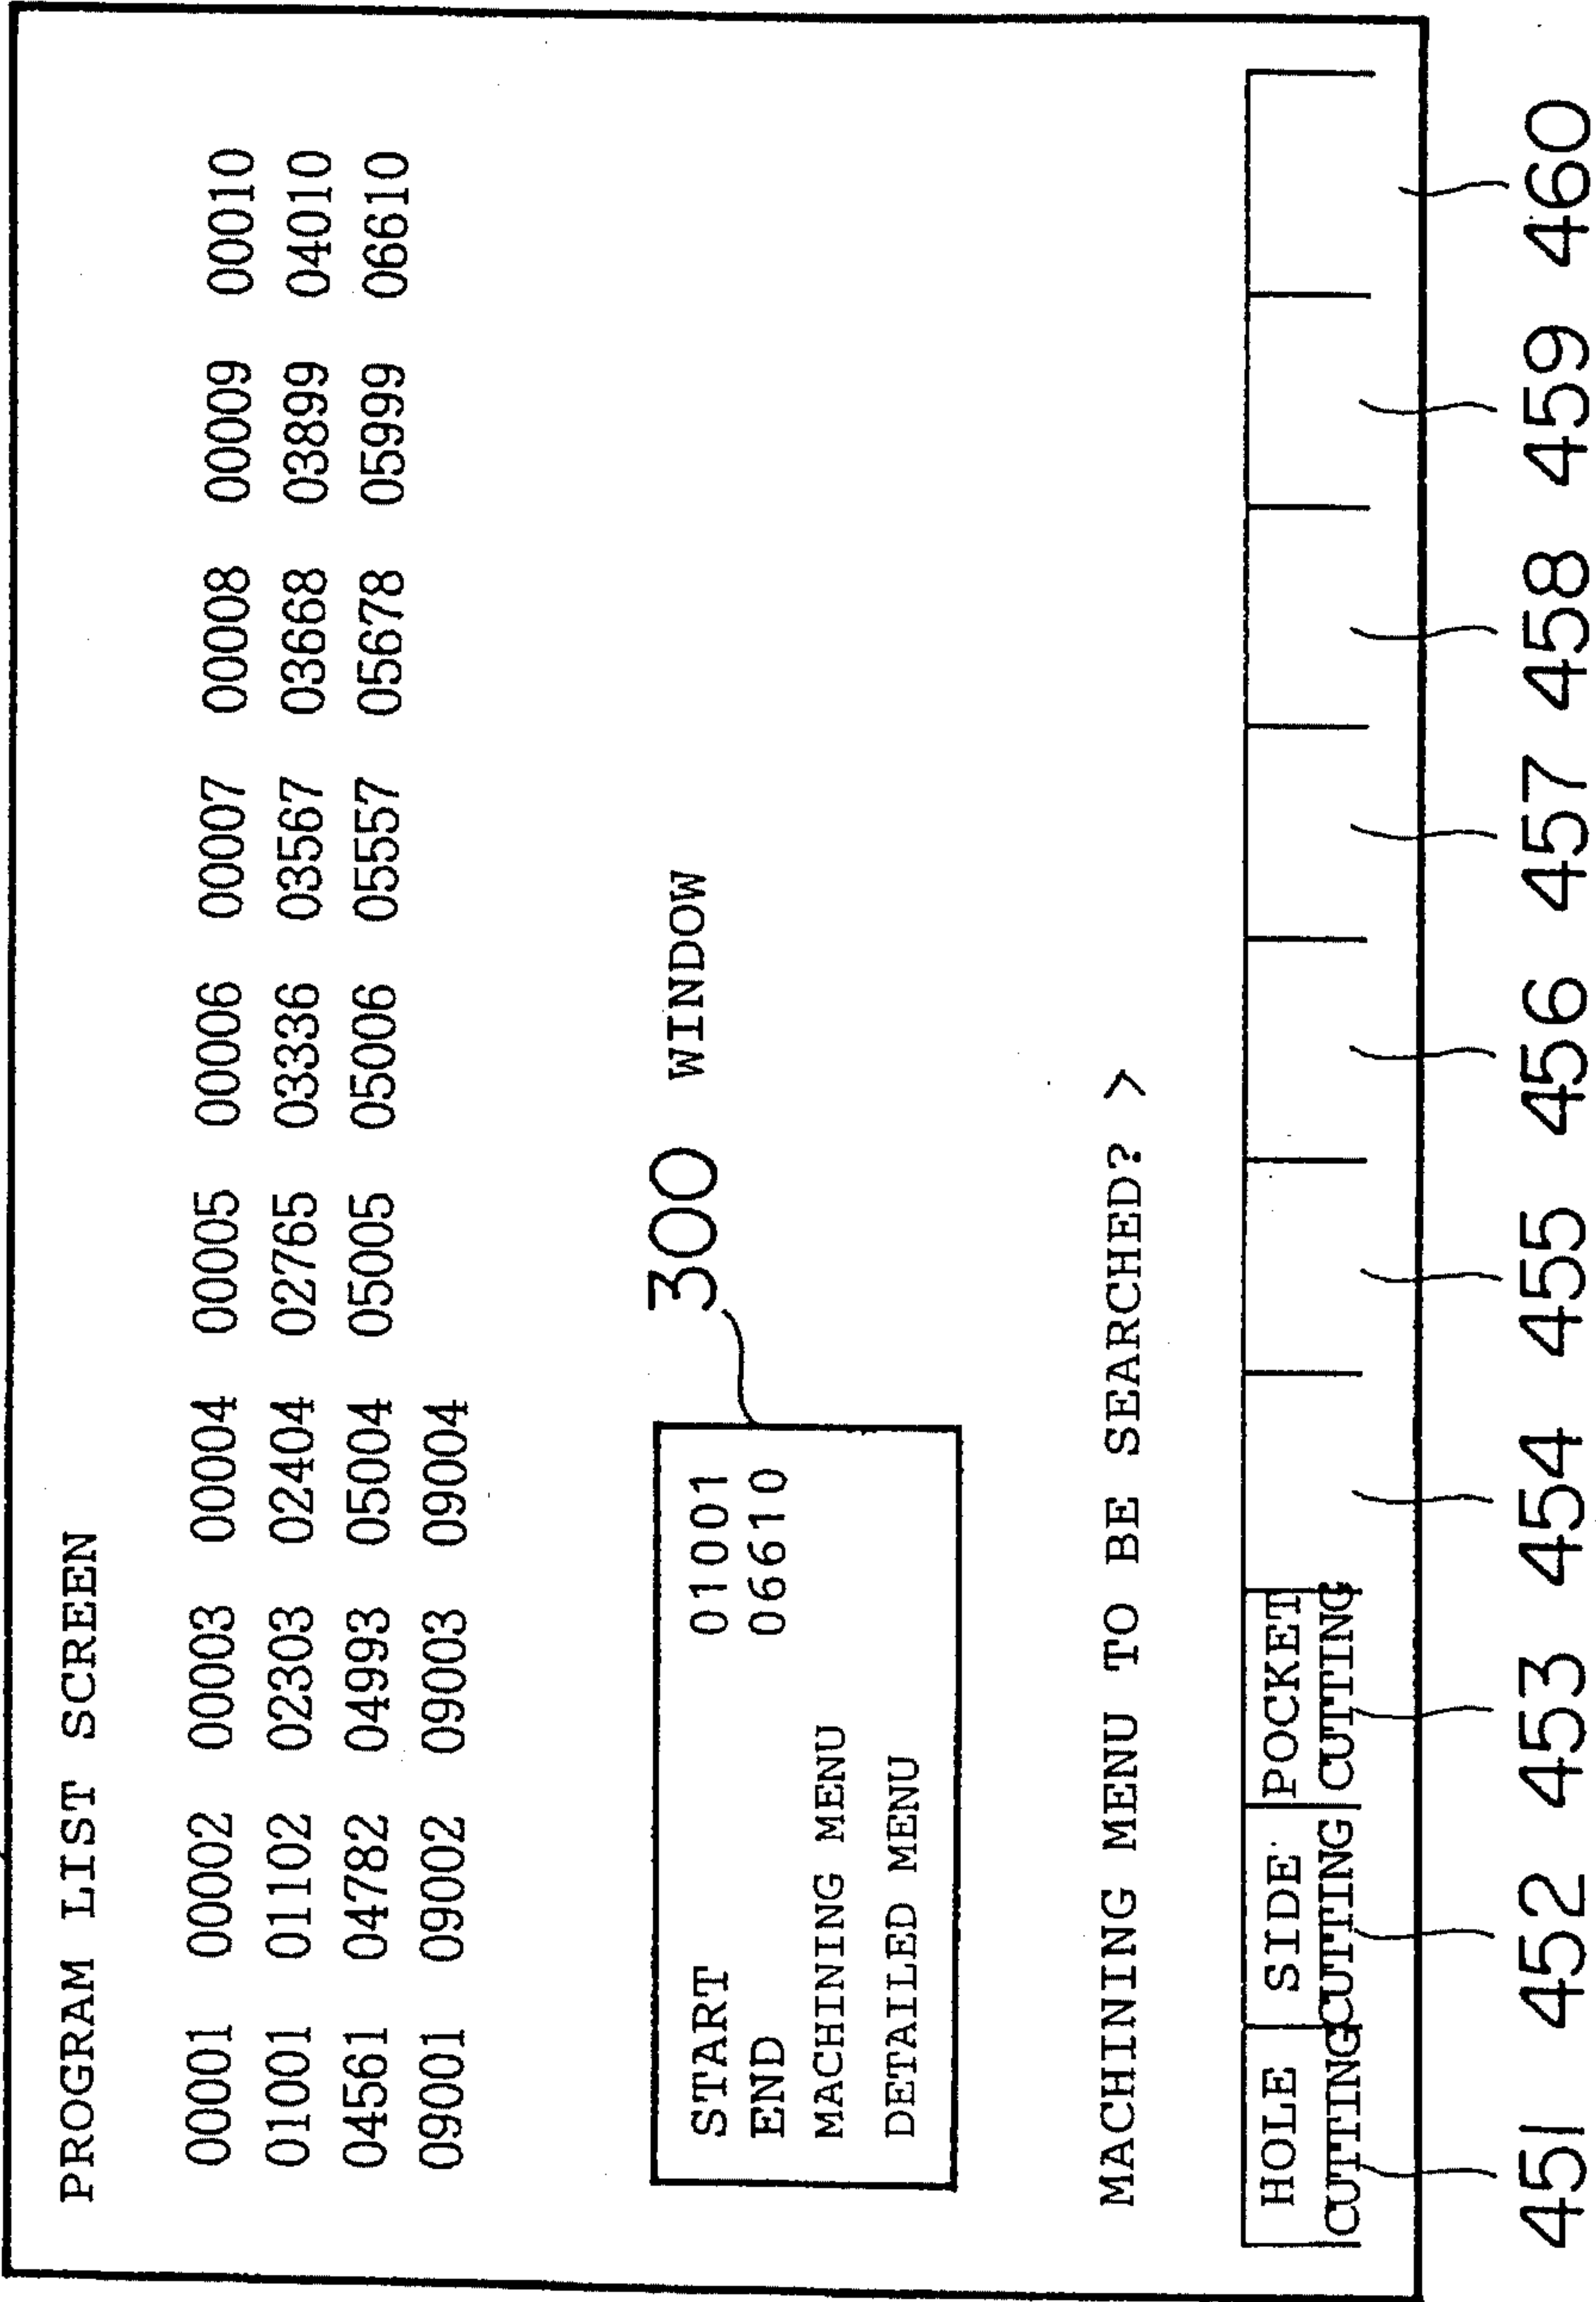 PROGRAM LIST SCREEN
00001 00002 00003 00004 00005 00006 00007 00008 00009 00010
01001 01102 02303 02404 02765 03336 03567 03668 03899 04010
04561 04782 04993 05004 05005 05006 05557 05678 05999 06610
09001 09002 09003 09004
START 01001
END 06610
MACHINING MENU
DETAILED MENU
300 WINDOW
MACHINING MENU TO BE SEARCHED? >
HOLE CUTTING
SIDE CUTTING
POCKET CUTTING
451 452 453 454 455 456 457 458 459 460